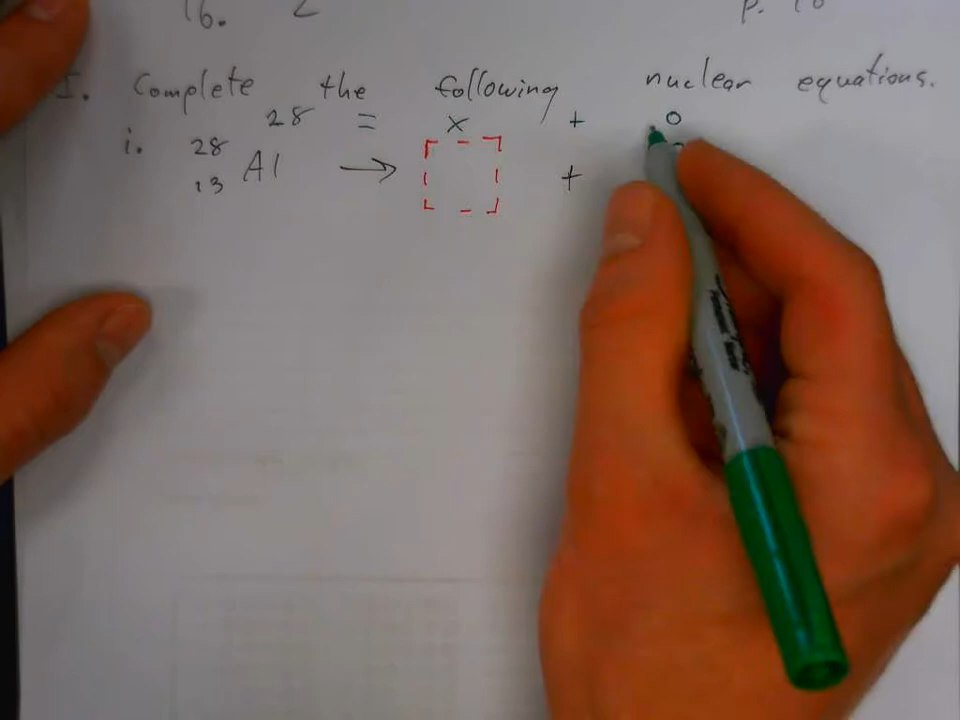 16.
I. Complete the following nuclear equations.
28 = x + 0
i. 28 13 Al → +